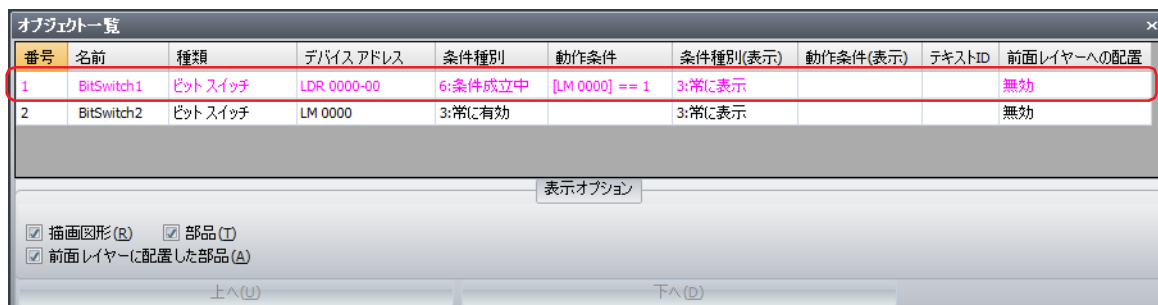 オブジェクト一覧
番号 名前 種類 デバイス アドレス 条件種別 動作条件 条件種別(表示) 動作条件(表示) テキストID 前面レイヤーへの配置
1 BitSwitch1 ビット スイッチ LDR 0000-00 6:条件成立中 [LM 0000] == 1 3:常に表示 無効
2 BitSwitch2 ビット スイッチ LM 0000 3:常に有効 3:常に表示 無効
表示オプション
描画図形(R) 部品(T)
前面レイヤーに配置した部品(A)
上へ(U) 下へ(D)